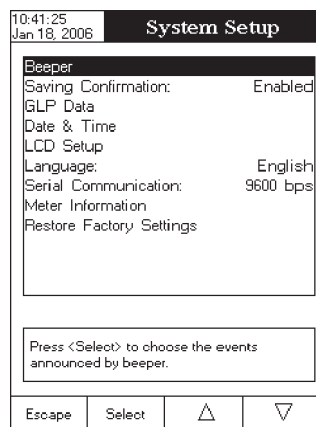 10:41:25
Jan 18, 2006
System Setup
Beeper
Saving Confirmation: Enabled
GLP Data
Date & Time
LCD Setup
Language: English
Serial Communication: 9600 bps
Meter Information
Restore Factory Settings
Press <Select> to choose the events
announced by beeper.
Escape Select